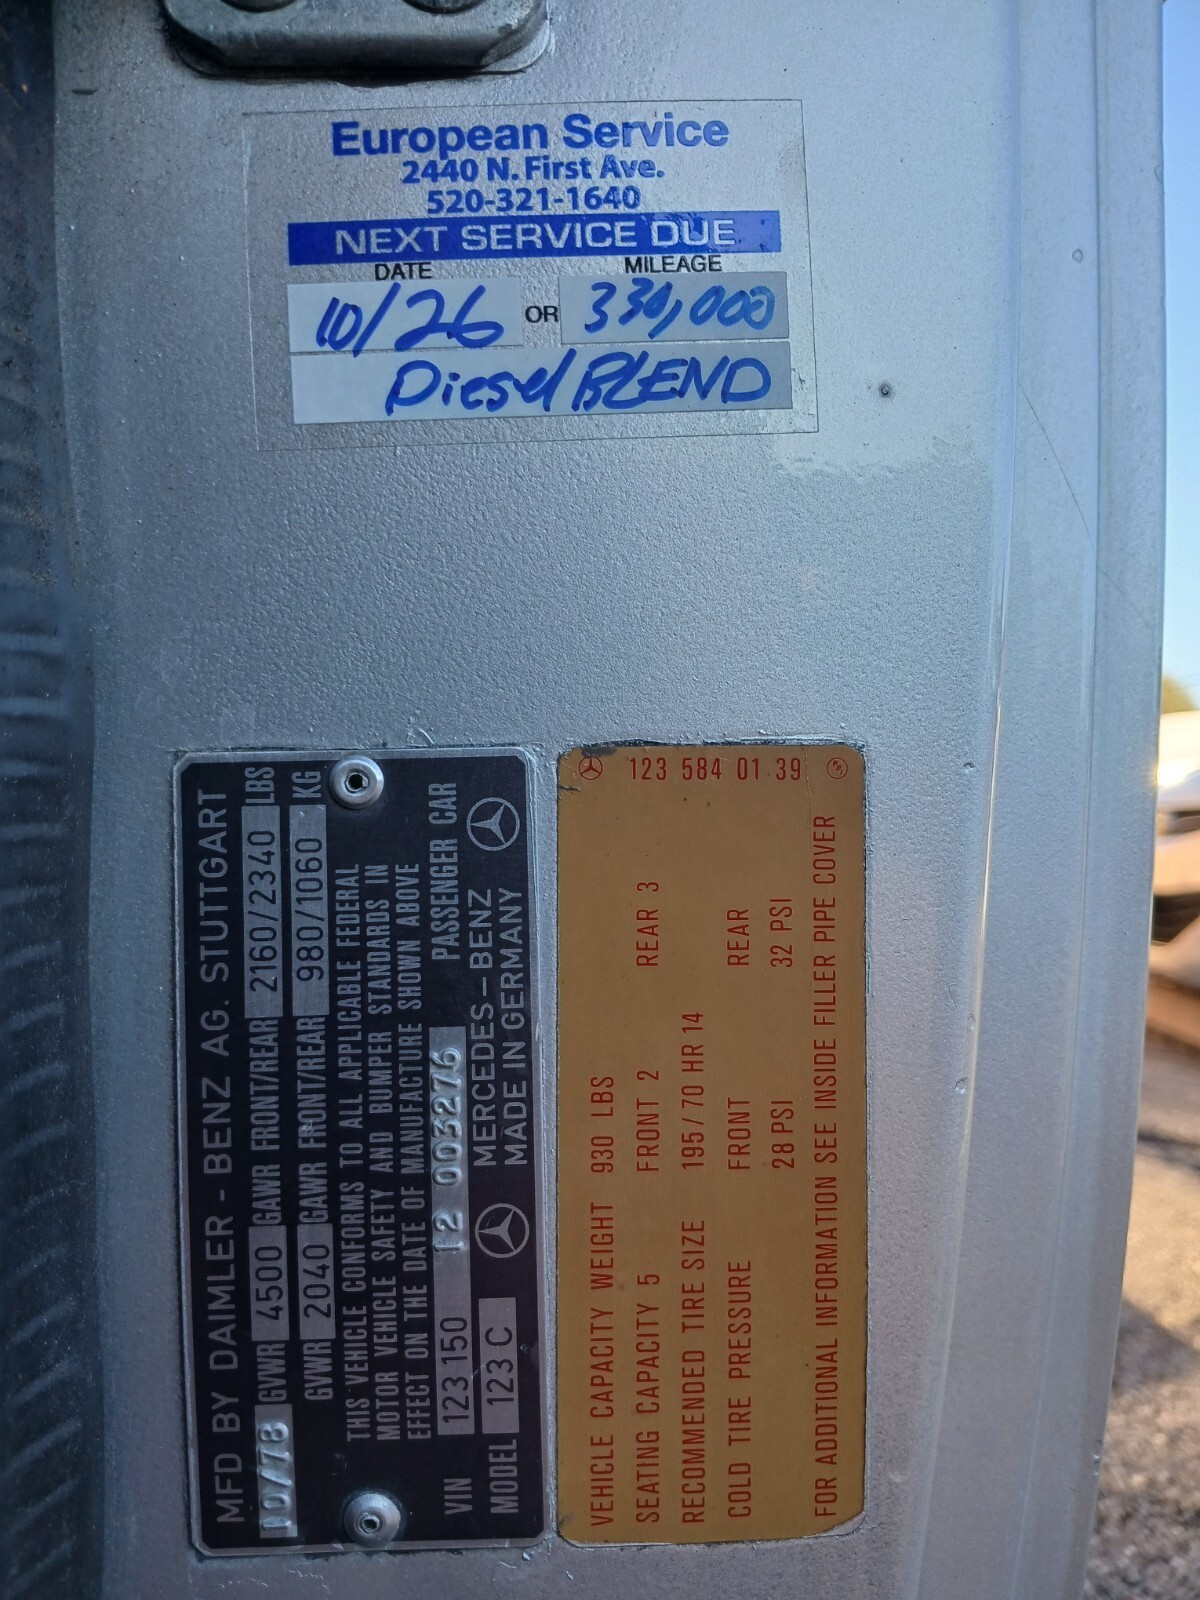 European Service
2440 N. First Ave.
520-321-1640
NEXT SERVICE DUE
DATE MILEAGE
10/26 OR 330,000
Diesel BLEND
MFD BY DAIMLER - BENZ AG. STUTTGART
10/78 GVWR 4500 GAWR FRONT/REAR 2160/2340 LBS
GVWR 2040 GAWR FRONT/REAR 980/1060 KG
THIS VEHICLE CONFORMS TO ALL APPLICABLE FEDERAL
MOTOR VEHICLE SAFETY AND BUMPER STANDARDS IN
EFFECT ON THE DATE OF MANUFACTURE SHOWN ABOVE
VIN 123150 12 003276 PASSENGER CAR
MODEL 123 C MERCEDES-BENZ
MADE IN GERMANY
123 584 01 39
VEHICLE CAPACITY WEIGHT 930 LBS
SEATING CAPACITY 5 FRONT 2 REAR 3
RECOMMENDED TIRE SIZE 195/70 HR 14
COLD TIRE PRESSURE FRONT REAR
28 PSI 32 PSI
FOR ADDITIONAL INFORMATION SEE INSIDE FILLER PIPE COVER